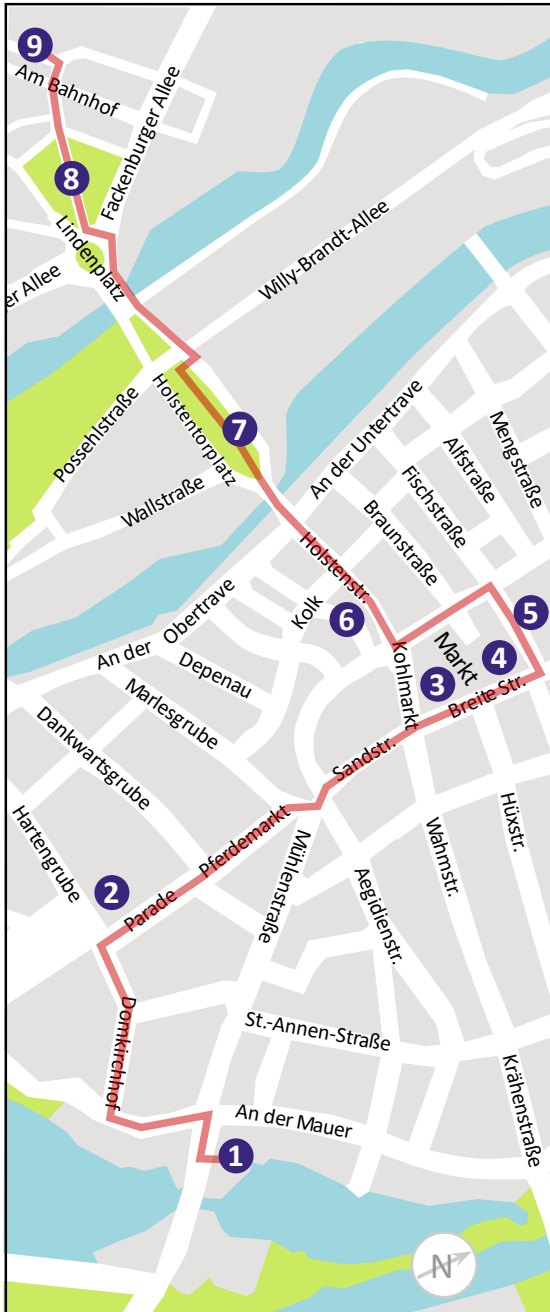 9
Am Bahnhof
Fackenburger Allee
8
Lindenplatz
er Allee
Willy-Brandt-Allee
Possehlstraße
Holstentorplatz
7
Wallstraße
An der Untertrave
Mengstraße
Alfstraße
Fischstraße
Braunstraße
Holstenstr.
Kolk
6
5
Markt
4
3
Kohlmarkt
Breite Str.
An der Obertrave
Depenau
Marlesgrube
Dankwartsgrube
Sandstr.
Hartengrube
Pferdemarkt
2
Parade
Mühlenstraße
Aegidienstr.
Wahmstr.
Hüxstr.
Domkirchhof
St.-Annen-Straße
Krähenstraße
An der Mauer
1
N